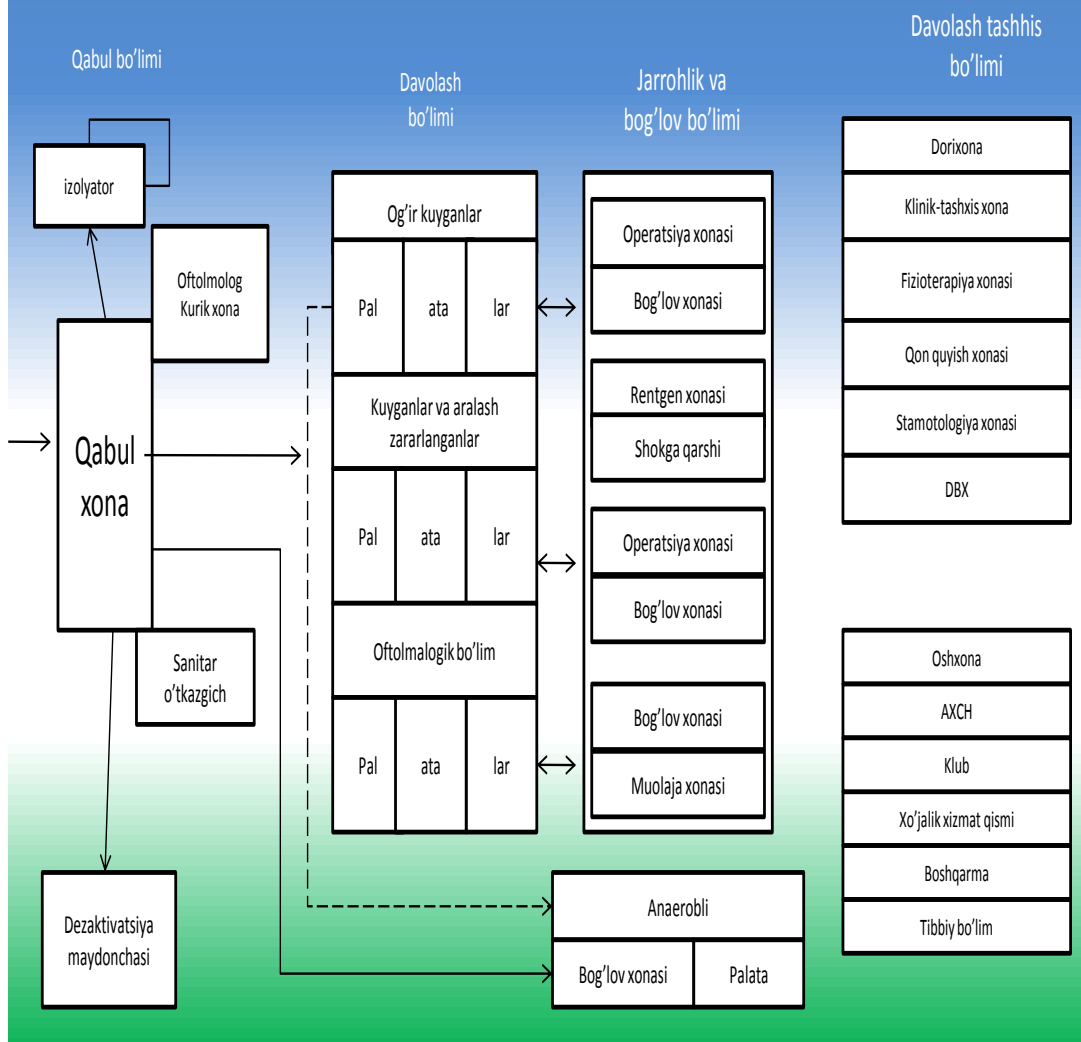 Qabul bo’limi
izolyator
Oftolmolog
Kurik xona
Qabul
xona
Sanitar
o’tkazgich
Dezaktivatsiya
maydonchasi
Davolash
bo’limi
Og’ir kuyganlar
Pal ata lar
Kuyganlar va aralash
zararlanganlar
Pal ata lar
Oftolmalogik bo’lim
Pal ata lar
Jarrohlik va
bog’lov bo’limi
Operatsiya xonasi
Bog’lov xonasi
Rentgen xonasi
Shokga qarshi
Operatsiya xonasi
Bog’lov xonasi
Bog’lov xonasi
Muolaja xonasi
Anaerobli
Bog’lov xonasi Palata
Davolash tashhis
bo’limi
Dorixona
Klinik-tashxis xona
Fizioterapiya xonasi
Qon quyish xonasi
Stamotologiya xonasi
DBX
Oshxona
AXCH
Klub
Xo’jalik xizmat qismi
Boshqarma
Tibbiy bo’lim